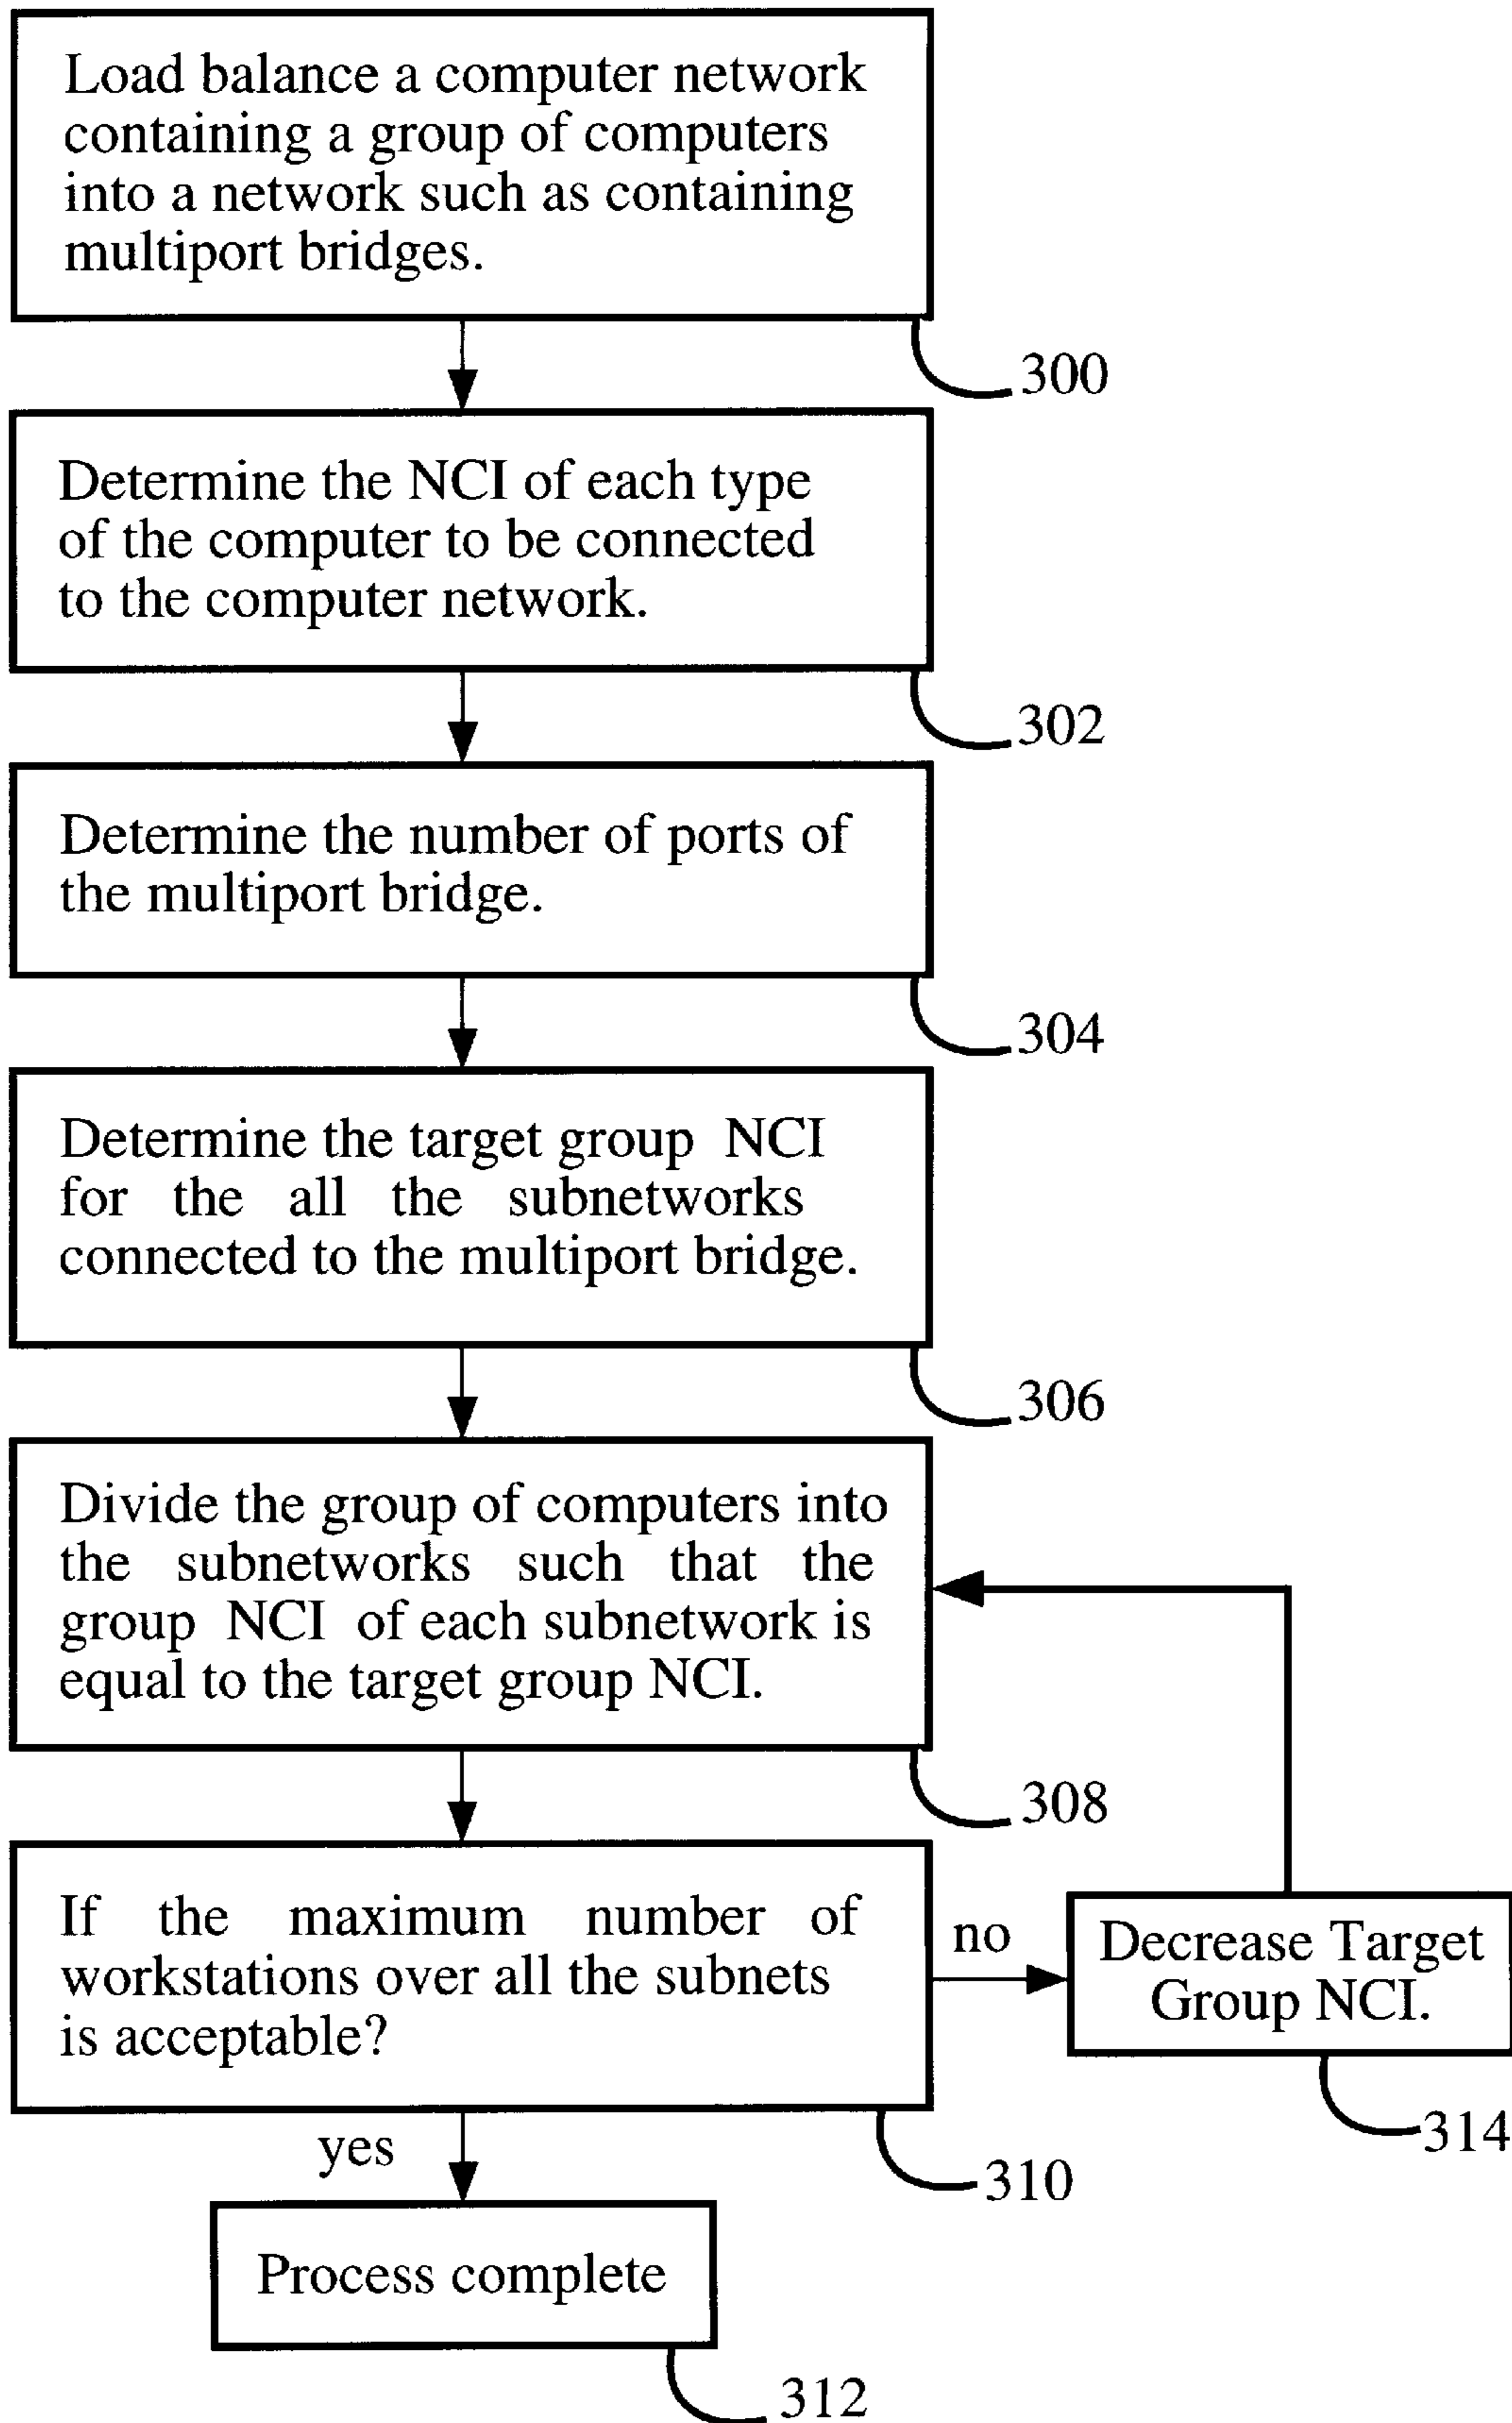 Load balance a computer network
containing a group of computers
into a network such as containing
multiport bridges.
300
Determine the NCI of each type
of the computer to be connected
to the computer network.
302
Determine the number of ports of
the multiport bridge.
304
Determine the target group NCI
for the all the subnetworks
connected to the multiport bridge.
306
Divide the group of computers into
the subnetworks such that the
group NCI of each subnetwork is
equal to the target group NCI.
308
If the maximum number of
workstations over all the subnets
is acceptable?
310
no
Decrease Target
Group NCI.
314
yes
Process complete
312